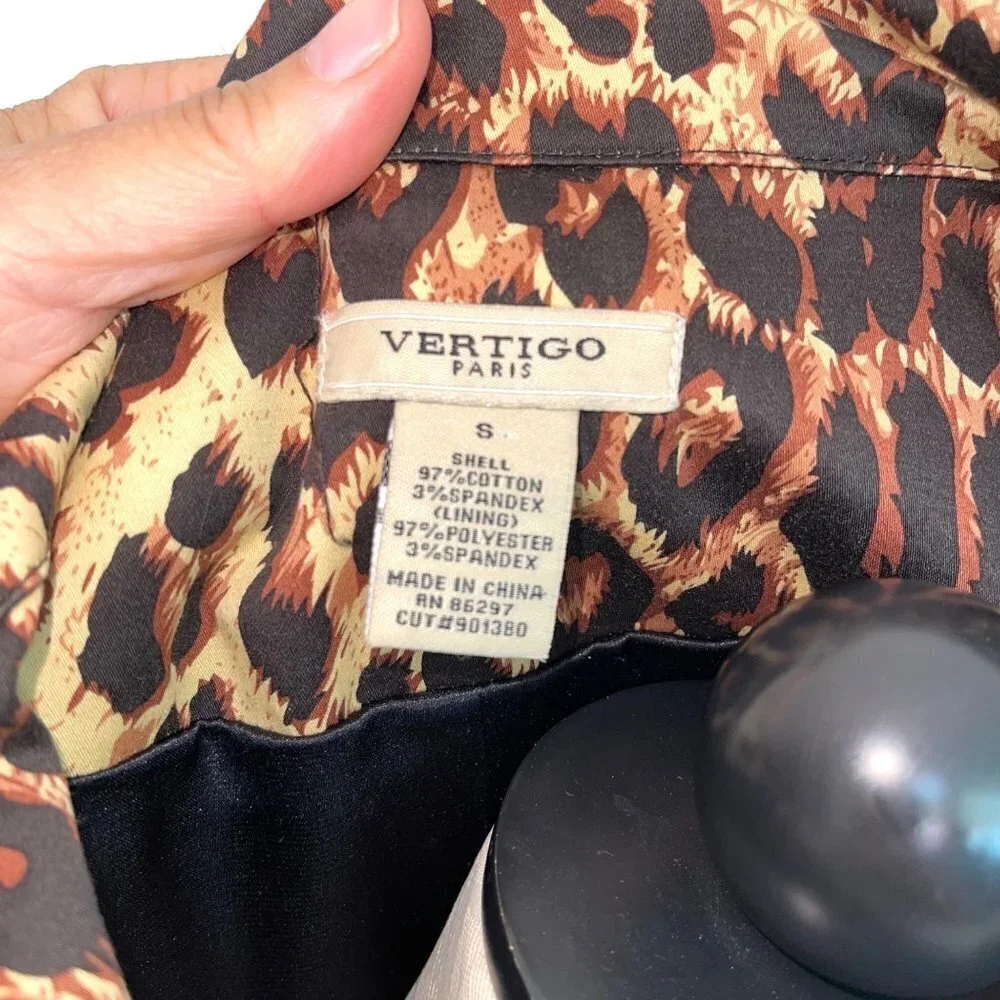 VERTIGO
PARIS
S
SHELL
97%COTTON
3%SPANDEX
(LINING)
97%POLYESTER
3%SPANDEX
MADE IN CHINA
RN 86297
CUT#901380